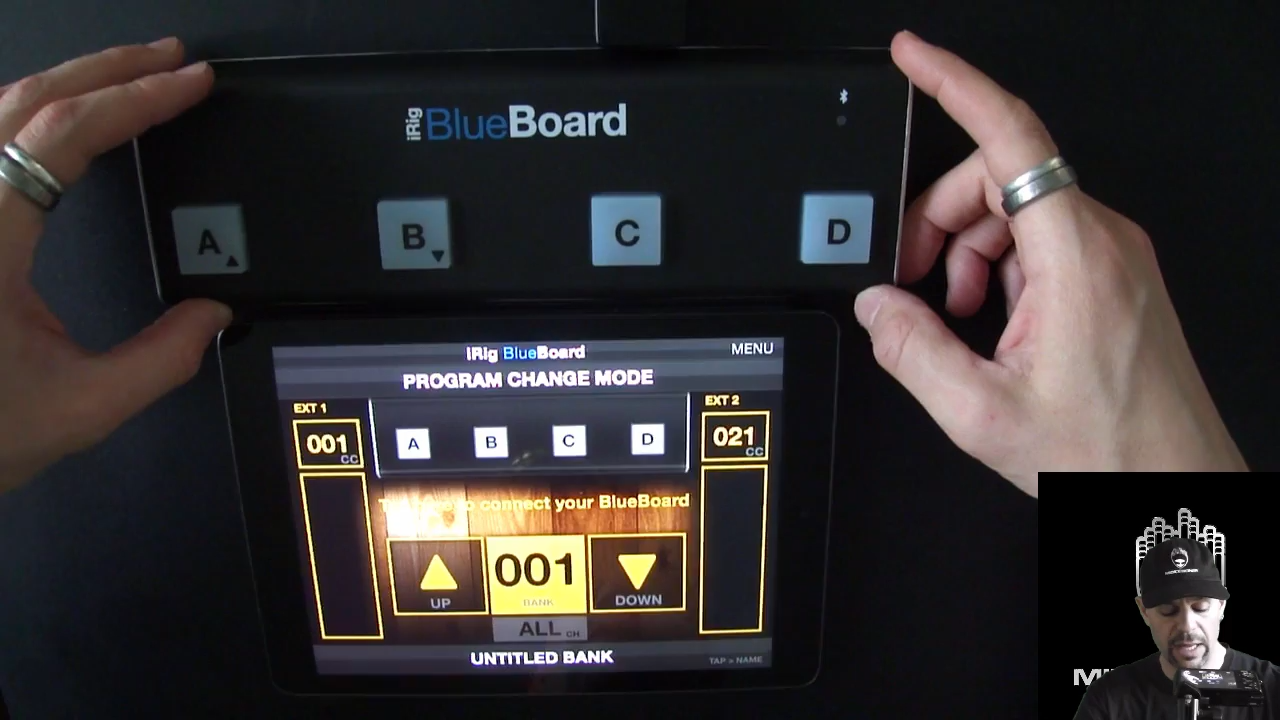 iRig BlueBoard
A
B
C
D
iRig BlueBoard
MENU
PROGRAM CHANGE MODE
EXT 1
EXT 2
001
CC
021
CC
A
B
C
D
to connect your BlueBoard
UP
001
BANK
DOWN
ALL CH
UNTITLED BANK
TAP > NAME